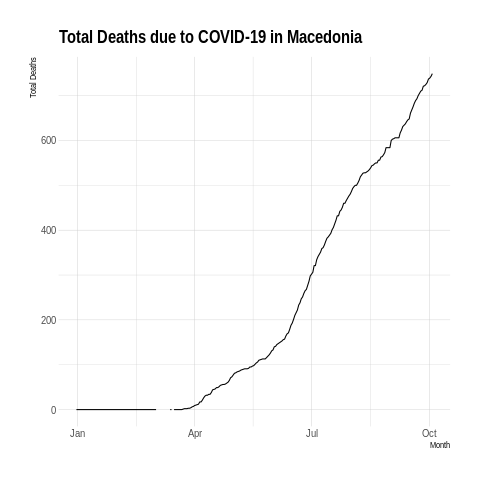 Total Deaths due to COVID-19 in Macedonia
Total Deaths
600
400
200
0
Jan Apr Jul Oct
Month